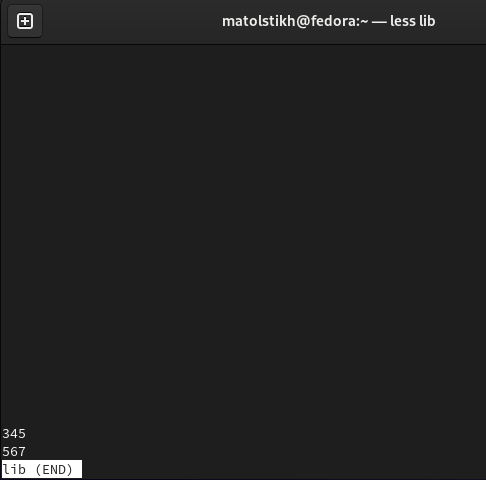 matolstikh@fedora:~ — less lib
345
567
lib (END)